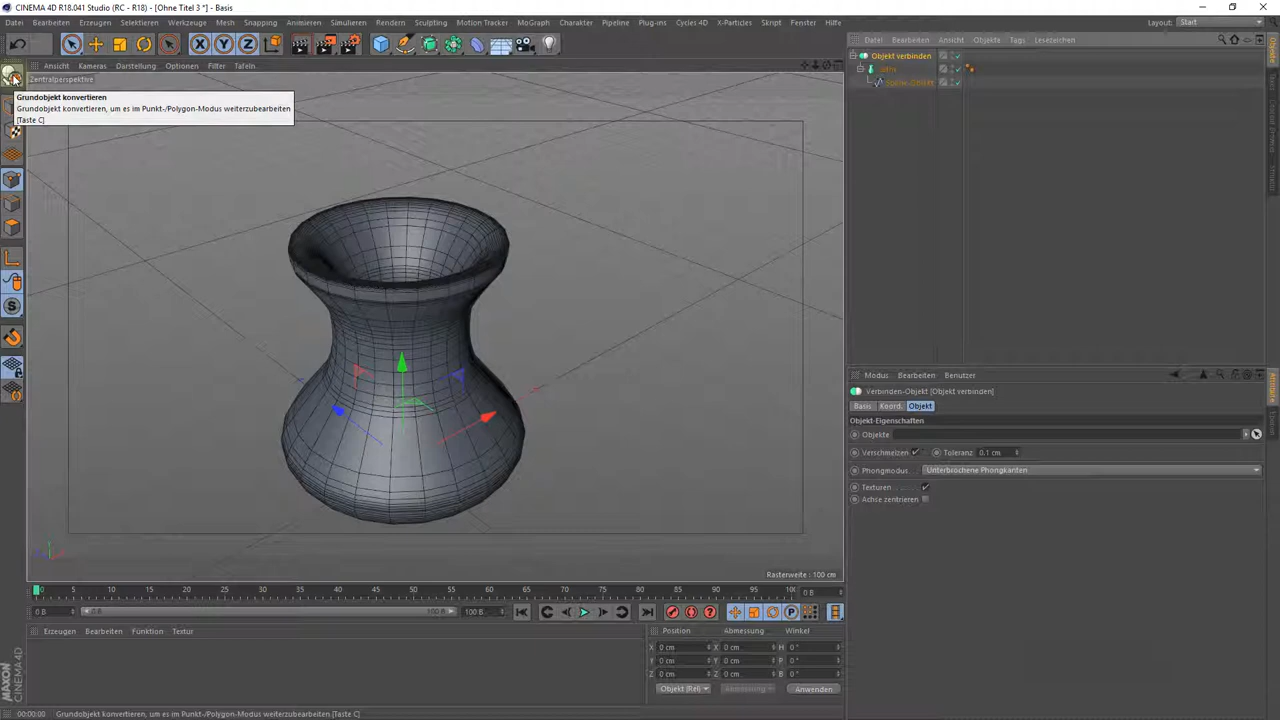 CINEMA 4D R18.041 Studio (RC - R18) - [Ohne Titel 3 *] - Basis
Datei Bearbeiten Erzeugen Selektieren Werkzeuge Mesh Snapping Animieren Simulieren Rendern Sculpting Motion Tracker MoGraph Charakter Pipeline Plug-ins Cycles 4D X-Particles Skript Fenster Hilfe Layout: Start
X Y Z
Ansicht Kameras Darstellung Optionen Filter Tafeln
Datei Bearbeiten Ansicht Objekte Tags Lesezeichen
Zentralperspektive
Objekt verbinden
Grundobjekt konvertieren
Grundobjekt konvertieren, um es im Punkt-/Polygon-Modus weiterzubearbeiten
[Taste C]
Spline-Objekt
Modus Bearbeiten Benutzer
Verbinden-Objekt [Objekt verbinden]
Basis Koord. Objekt
Objekt-Eigenschaften
Objekte
Verschmelzen Toleranz 0.1 cm
Phongmodus Unterbrochene Phongkanten
Texturen
Achse zentrieren
Rasterweite : 100 cm
0 5 10 15 20 25 30 35 40 45 50 55 60 65 70 75 80 85 90 95 100 0 B
0 B 0 B 100 B 100 B
Erzeugen Bearbeiten Funktion Textur
Position Abmessung Winkel
X 0 cm X 0 cm H 0 °
Y 0 cm Y 0 cm P 0 °
Z 0 cm Z 0 cm B 0 °
Objekt (Rel) Abmessung Anwenden
MAXON
CINEMA 4D
00:00:00 Grundobjekt konvertieren, um es im Punkt-/Polygon-Modus weiterzubearbeiten [Taste C]